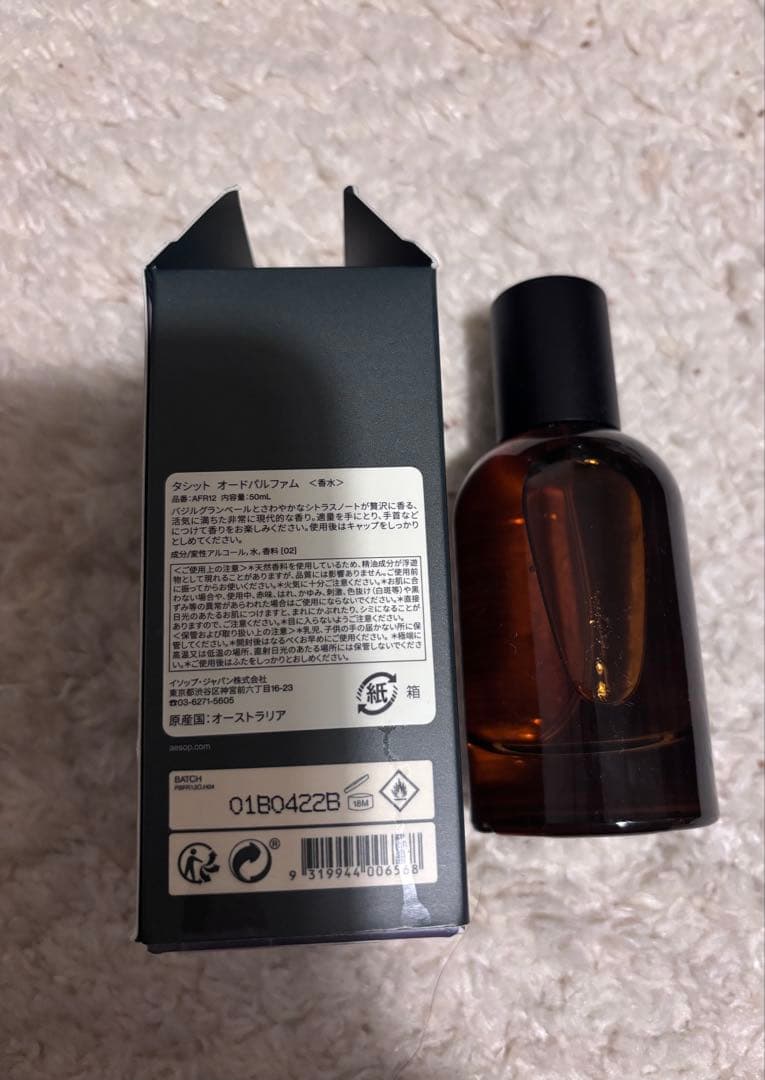 タシット オードパルファム <香水>
品番:AFR12 内容量:50mL
バジルグランベールとさわやかなシトラスノートが贅沢に香る、
活気に満ちた非常に現代的な香り。適量を手にとり、手首など
につけて香りをお楽しみください。使用後はキャップをしっかり
としめてください。
成分/変性アルコール, 水, 香料 [02]
<ご使用上の注意>*天然香料を使用しているため、精油成分が浮遊
物として現れることがありますが、品質には影響ありません。ご使用前
に振ってからお使いください。*火気に十分ご注意ください。*お肌に合
わない場合や、使用中、赤味、はれ、かゆみ、刺激、色抜け(白斑等)や黒
ずみ等の異常があらわれた場合はご使用にならないでください。*直接
日光のあたるお肌につけますと、まれにかぶれたり、シミになることが
ありますので、ご注意ください。*目に入らないようご注意ください。
<保管および取り扱い上の注意>*乳児、子供の手の届かない所に保
管してください。*開封後はなるべくお早めにご使用ください。*極端に
高温又は低温の場所、直射日光のあたる場所には保管しないでくださ
い。*ご使用後はふたをしっかりとおしめください。
イソップ・ジャパン株式会社
東京都渋谷区神宮前六丁目16-23
☎03-6271-5605
原産国:オーストラリア
紙 箱
aesop.com
BATCH
01B0422B
18M
®
9 319944 006568